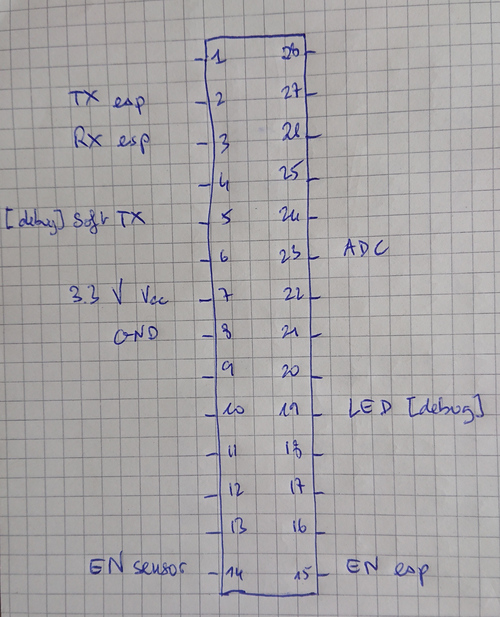 1 28
TX esp 2 27
RX esp 3 26
4 25
[debug] Soft TX 5 24
6 23 ADC
3.3 V Vcc 7 22
GND 8 21
9 20
10 19 LED [debug]
11 18
12 17
13 16
EN sensor 14 15 EN esp